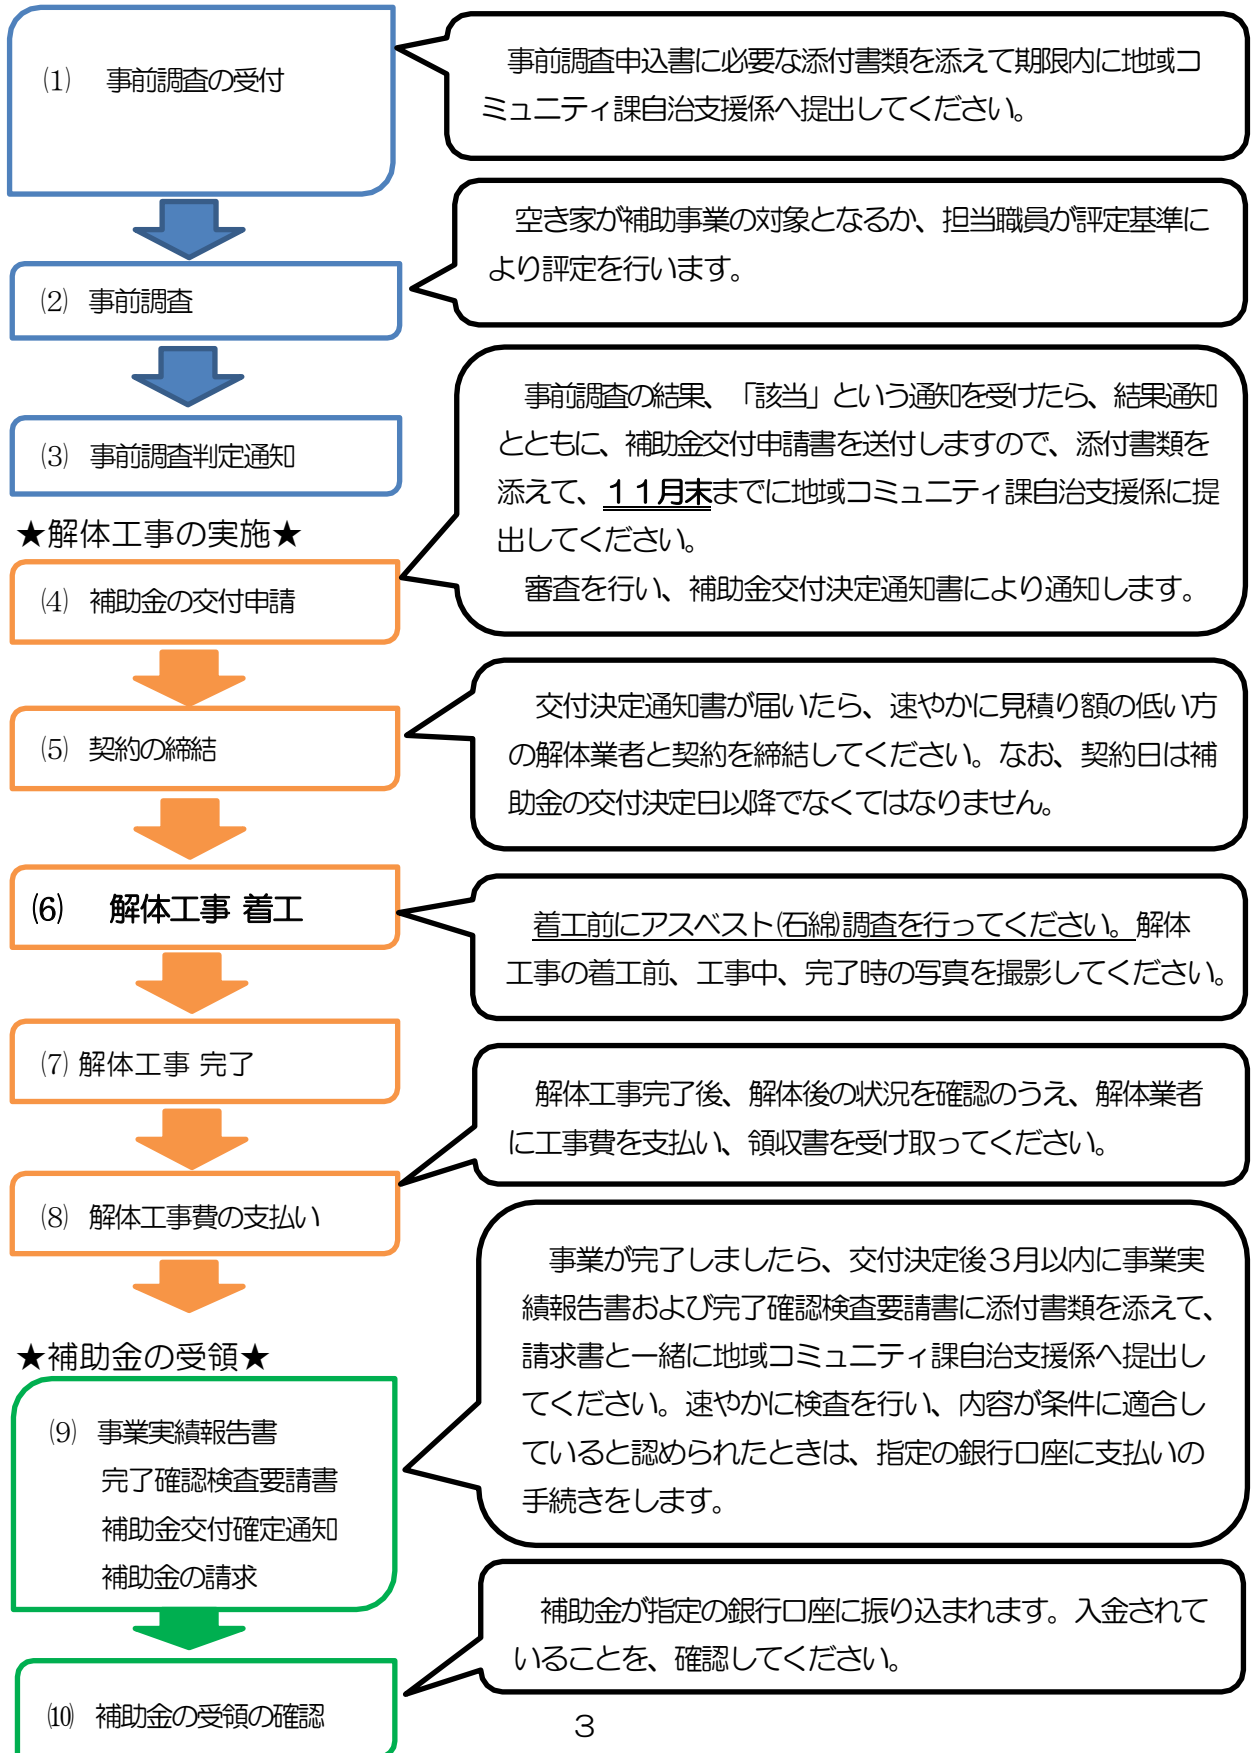 ⑴ 事前調査の受付
事前調査申込書に必要な添付書類を添えて期限内に地域コ
ミュニティ課自治支援係へ提出してください。
⑵ 事前調査
空き家が補助事業の対象となるか、担当職員が評定基準に
より評定を行います。
⑶ 事前調査判定通知
★解体工事の実施★
⑷ 補助金の交付申請
事前調査の結果、「該当」という通知を受けたら、結果通知
とともに、補助金交付申請書を送付しますので、添付書類を
添えて、１１月末までに地域コミュニティ課自治支援係に提
出してください。
審査を行い、補助金交付決定通知書により通知します。
⑸ 契約の締結
交付決定通知書が届いたら、速やかに見積り額の低い方
の解体業者と契約を締結してください。なお、契約日は補
助金の交付決定日以降でなくてはなりません。
⑹ 解体工事 着工
着工前にアスベスト(石綿)調査を行ってください。解体
工事の着工前、工事中、完了時の写真を撮影してください。
⑺ 解体工事 完了
⑻ 解体工事費の支払い
解体工事完了後、解体後の状況を確認のうえ、解体業者
に工事費を支払い、領収書を受け取ってください。
★補助金の受領★
⑼ 事業実績報告書
完了確認検査要請書
補助金交付確定通知
補助金の請求
事業が完了しましたら、交付決定後３月以内に事業実
績報告書および完了確認検査要請書に添付書類を添えて、
請求書と一緒に地域コミュニティ課自治支援係へ提出し
てください。速やかに検査を行い、内容が条件に適合し
ていると認められたときは、指定の銀行口座に支払いの
手続きをします。
⑽ 補助金の受領の確認
補助金が指定の銀行口座に振り込まれます。入金されて
いることを、確認してください。
３